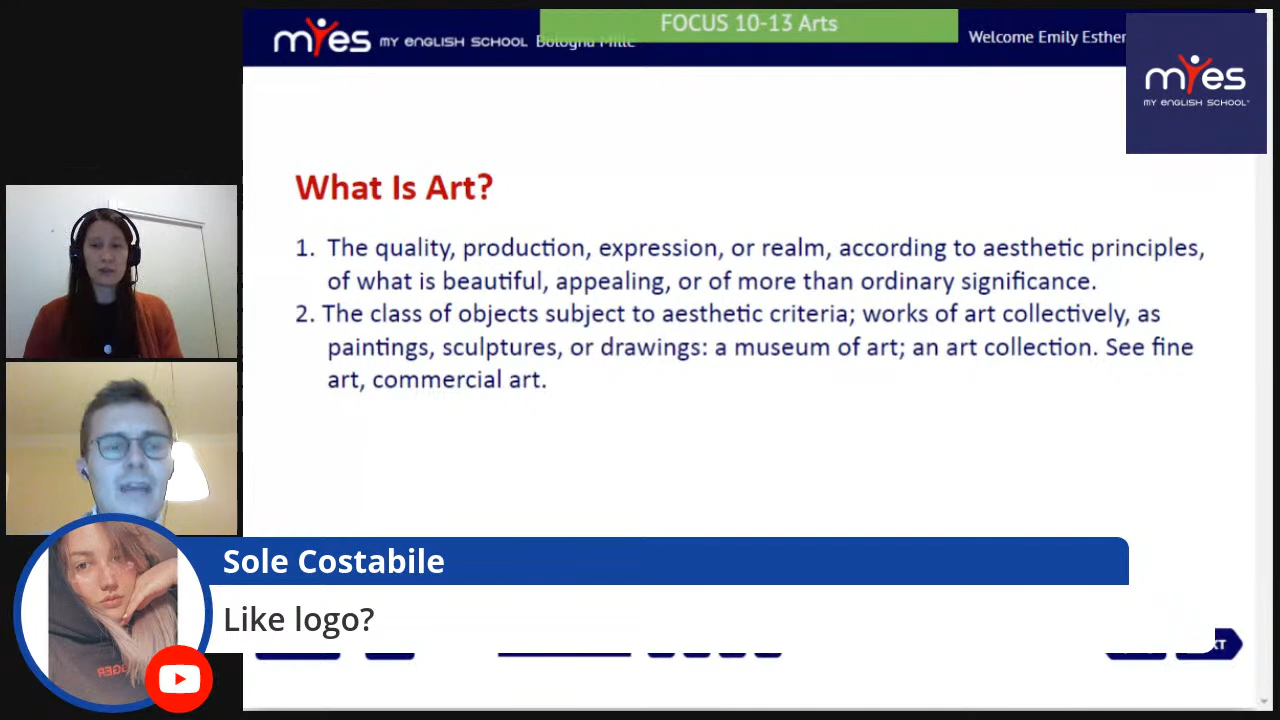 FOCUS 10-13 Arts
myes MY ENGLISH SCHOOL Bologna Mille
Welcome Emily Esther
myes
MY ENGLISH SCHOOL
What Is Art?
1. The quality, production, expression, or realm, according to aesthetic principles,
of what is beautiful, appealing, or of more than ordinary significance.
2. The class of objects subject to aesthetic criteria; works of art collectively, as
paintings, sculptures, or drawings: a museum of art; an art collection. See fine
art, commercial art.
Sole Costabile
Like logo?